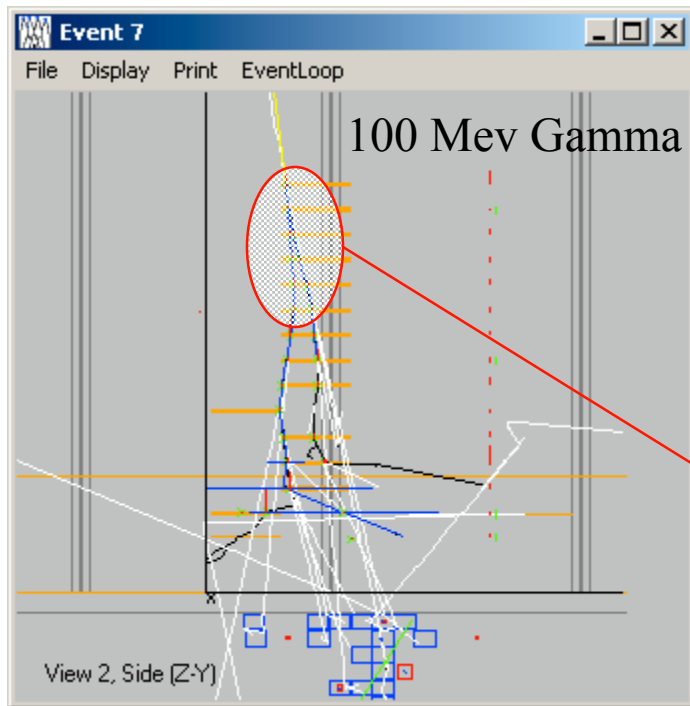 Event 7
File Display Print EventLoop
100 Mev Gamma
x
View 2, Side (Z-Y)